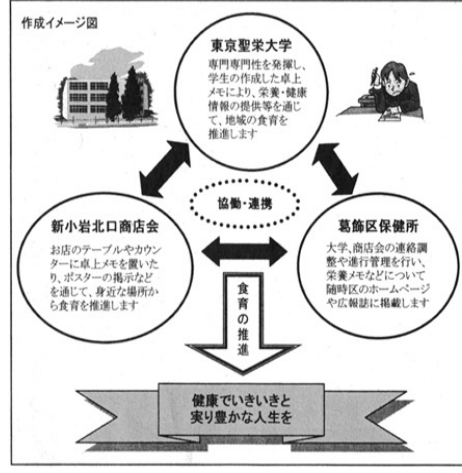 作成イメージ図
東京聖栄大学
専門専門性を発揮し、
学生の作成した卓上
メモにより、栄養・健康
情報の提供等を通じ
て、地域の食育を
推進します
協働・連携
新小岩北口商店会
お店のテーブルやカウン
ターに卓上メモを置いた
り、ポスターの掲示など
を通じて、身近な場所か
ら食育を推進します
葛飾区保健所
大学、商店会の連絡調
整や進行管理を行い、
栄養メモなどについて
随時区のホームページ
や広報誌に掲載します
食育の推進
健康でいきいきと
実り豊かな人生を